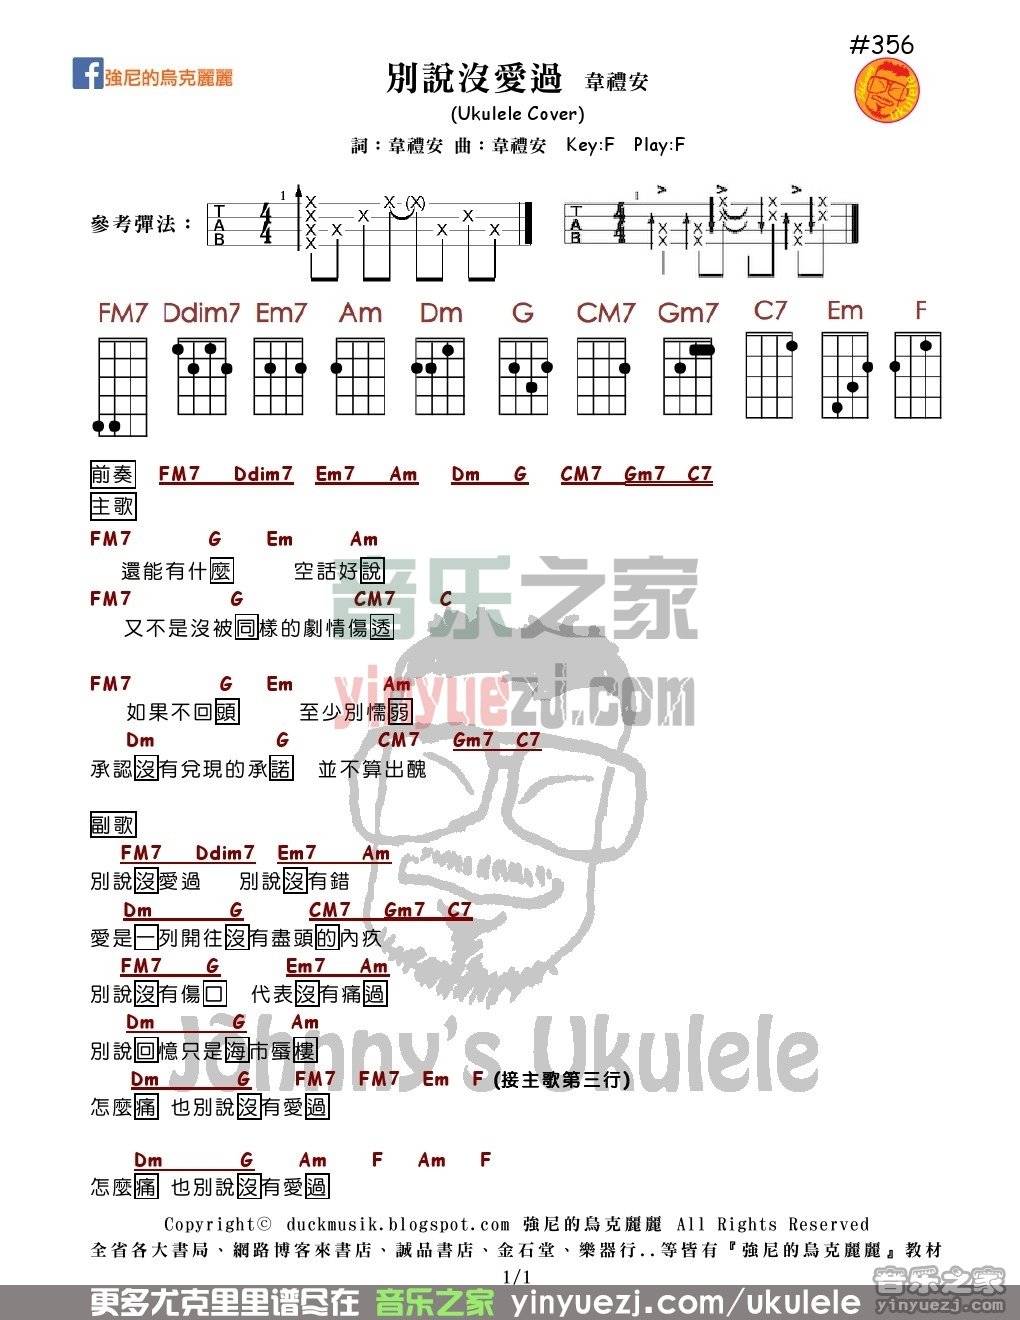 #356
強尼的烏克麗麗
別說沒愛過 韋禮安
(Ukulele Cover)
詞：韋禮安 曲：韋禮安 Key:F Play:F
參考彈法：
FM7 Ddim7 Em7 Am Dm G CM7 Gm7 C7 Em F
前奏 FM7 Ddim7 Em7 Am Dm G CM7 Gm7 C7
主歌
FM7 G Em Am
還能有什麼 空話好說
FM7 G CM7 C
又不是沒被同樣的劇情傷透
FM7 G Em Am
如果不回頭 至少別懦弱
Dm G CM7 Gm7 C7
承認沒有兌現的承諾 並不算出醜
副歌
FM7 Ddim7 Em7 Am
別說沒愛過 別說沒有錯
Dm G CM7 Gm7 C7
愛是一列開往沒有盡頭的內疚
FM7 G Em7 Am
別說沒有傷口 代表沒有痛過
Dm G Am
別說回憶只是海市蜃樓
Dm G FM7 FM7 Em F (接主歌第三行)
怎麼痛 也別說沒有愛過
Dm G Am F Am F
怎麼痛 也別說沒有愛過
音乐之家
yinyuezj.com
Johnny's Ukulele
Copyright© duckmusik.blogspot.com 強尼的烏克麗麗 All Rights Reserved
全省各大書局、網路博客來書店、誠品書店、金石堂、樂器行..等皆有『強尼的烏克麗麗』教材
1/1
更多尤克里里谱尽在 音乐之家 yinyuezj.com/ukulele
音乐之家
yinyuezj.com